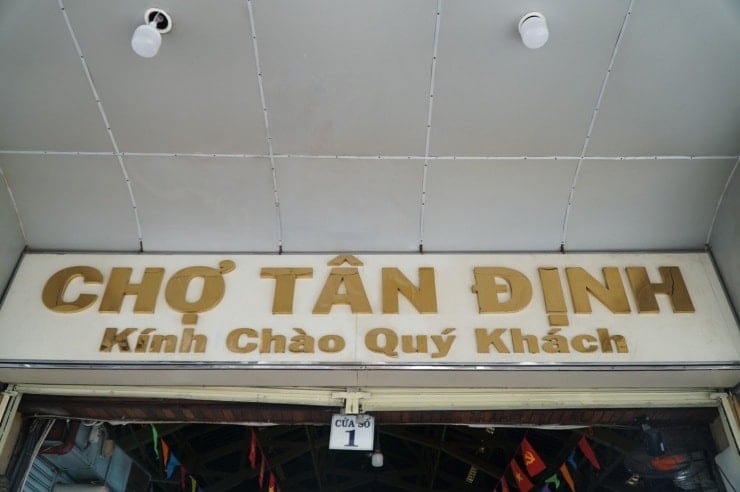 CHỢ TÂN ĐỊNH
Kính Chào Quý Khách
CỬA SỐ
1